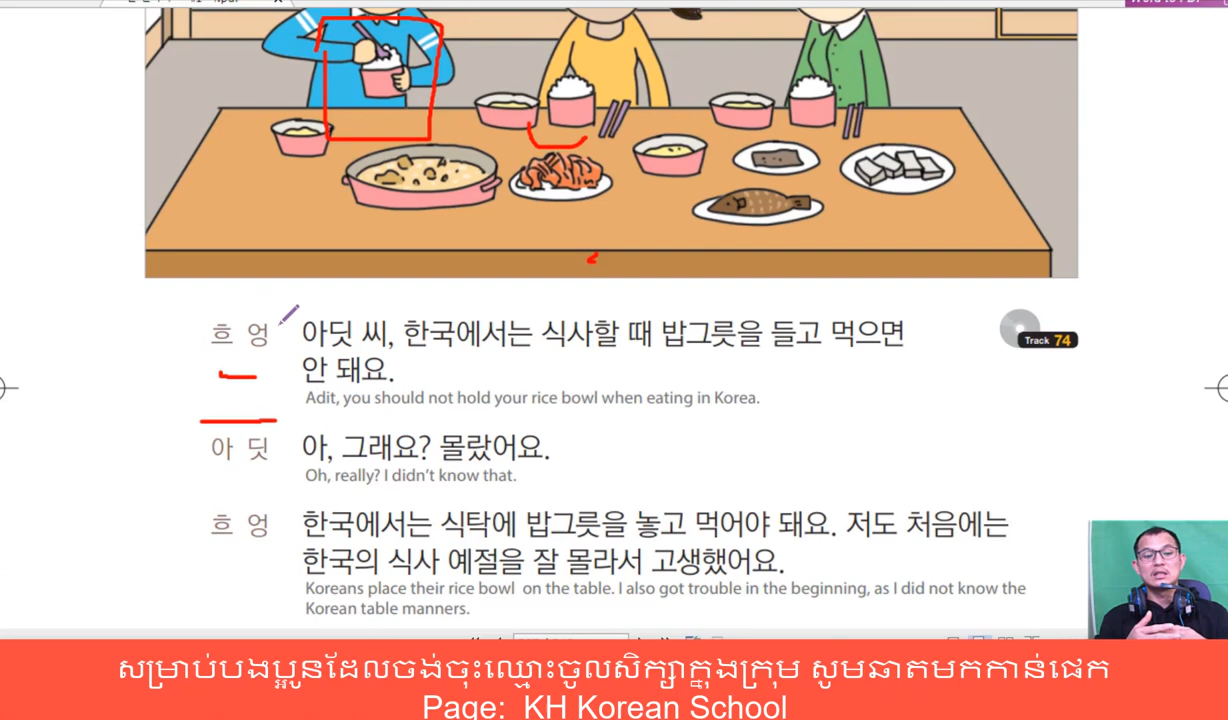 흐 엉 아딧 씨, 한국에서는 식사할 때 밥그릇을 들고 먹으면
안 돼요.
Adit, you should not hold your rice bowl when eating in Korea.
Track 74
아 딧 아, 그래요? 몰랐어요.
Oh, really? I didn't know that.
흐 엉 한국에서는 식탁에 밥그릇을 놓고 먹어야 돼요. 저도 처음에는
한국의 식사 예절을 잘 몰라서 고생했어요.
Koreans place their rice bowl on the table. I also got trouble in the beginning, as I did not know the
Korean table manners.
សម្រាប់បងប្អូនដែលចង់ចុះឈ្មោះចូលសិក្សាក្នុងក្រុម សូមឆាតមកកាន់ផេក
Page: KH Korean School